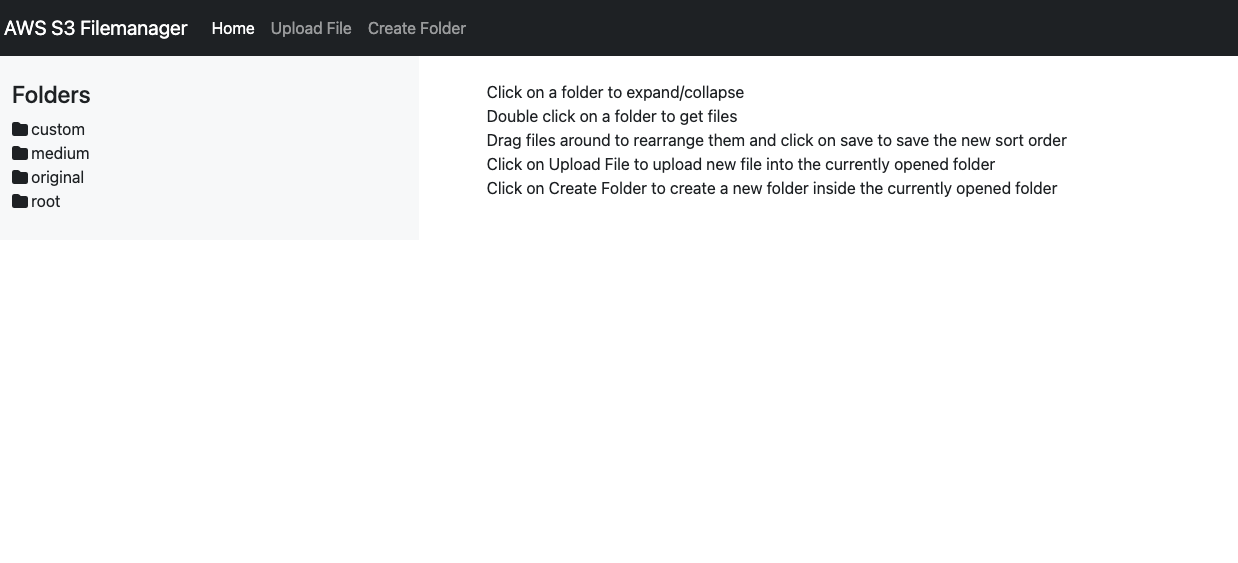 AWS S3 Filemanager Home Upload File Create Folder
Folders
custom
medium
original
root
Click on a folder to expand/collapse
Double click on a folder to get files
Drag files around to rearrange them and click on save to save the new sort order
Click on Upload File to upload new file into the currently opened folder
Click on Create Folder to create a new folder inside the currently opened folder